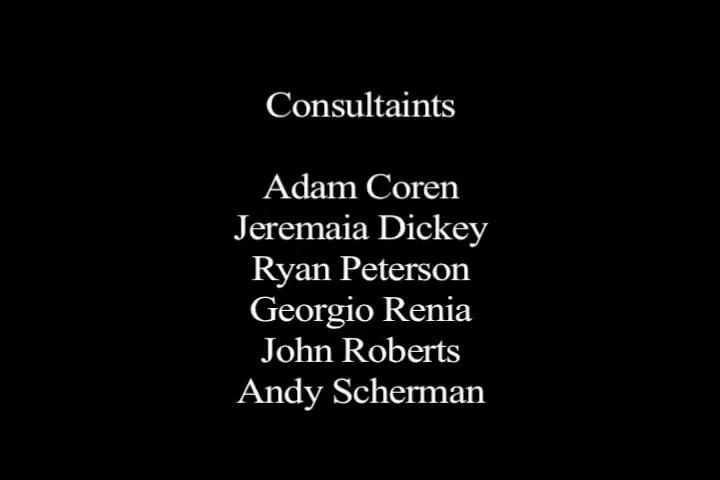 Consultaints
Adam Coren
Jeremaia Dickey
Ryan Peterson
Georgio Renia
John Roberts
Andy Scherman